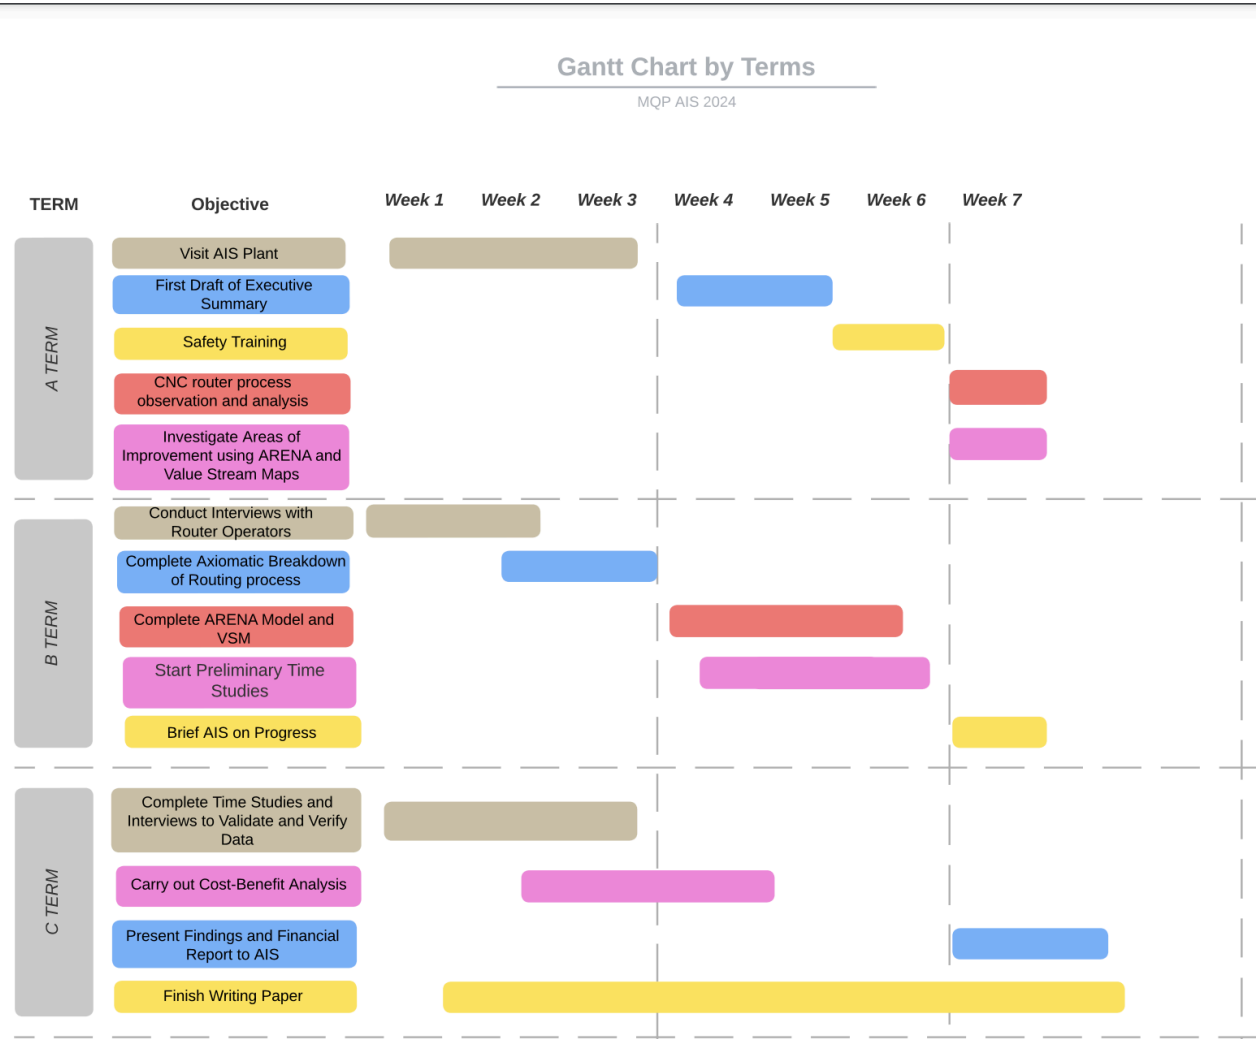 Gantt Chart by Terms
MQP AIS 2024
TERM
Objective
Week 1
Week 2
Week 3
Week 4
Week 5
Week 6
Week 7
A TERM
Visit AIS Plant
First Draft of Executive
Summary
Safety Training
CNC router process
observation and analysis
Investigate Areas of
Improvement using ARENA and
Value Stream Maps
B TERM
Conduct Interviews with
Router Operators
Complete Axiomatic Breakdown
of Routing process
Complete ARENA Model and
VSM
Start Preliminary Time
Studies
Brief AIS on Progress
C TERM
Complete Time Studies and
Interviews to Validate and Verify
Data
Carry out Cost-Benefit Analysis
Present Findings and Financial
Report to AIS
Finish Writing Paper